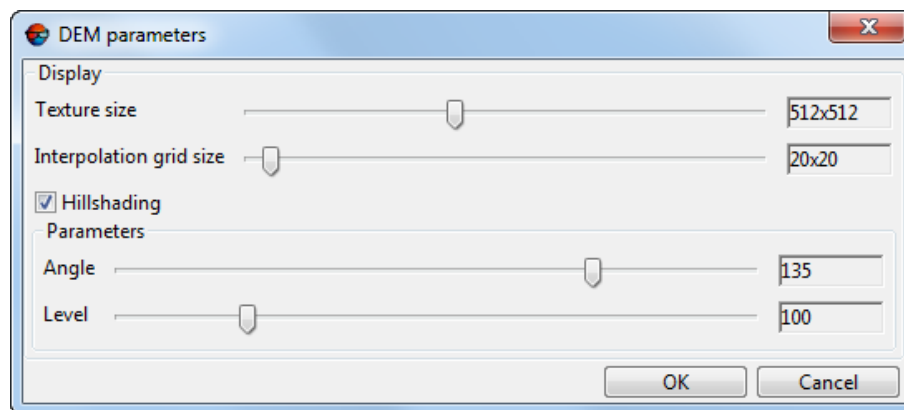 DEM parameters
Display
Texture size 512x512
Interpolation grid size 20x20
Hillshading
Parameters
Angle 135
Level 100
OK Cancel